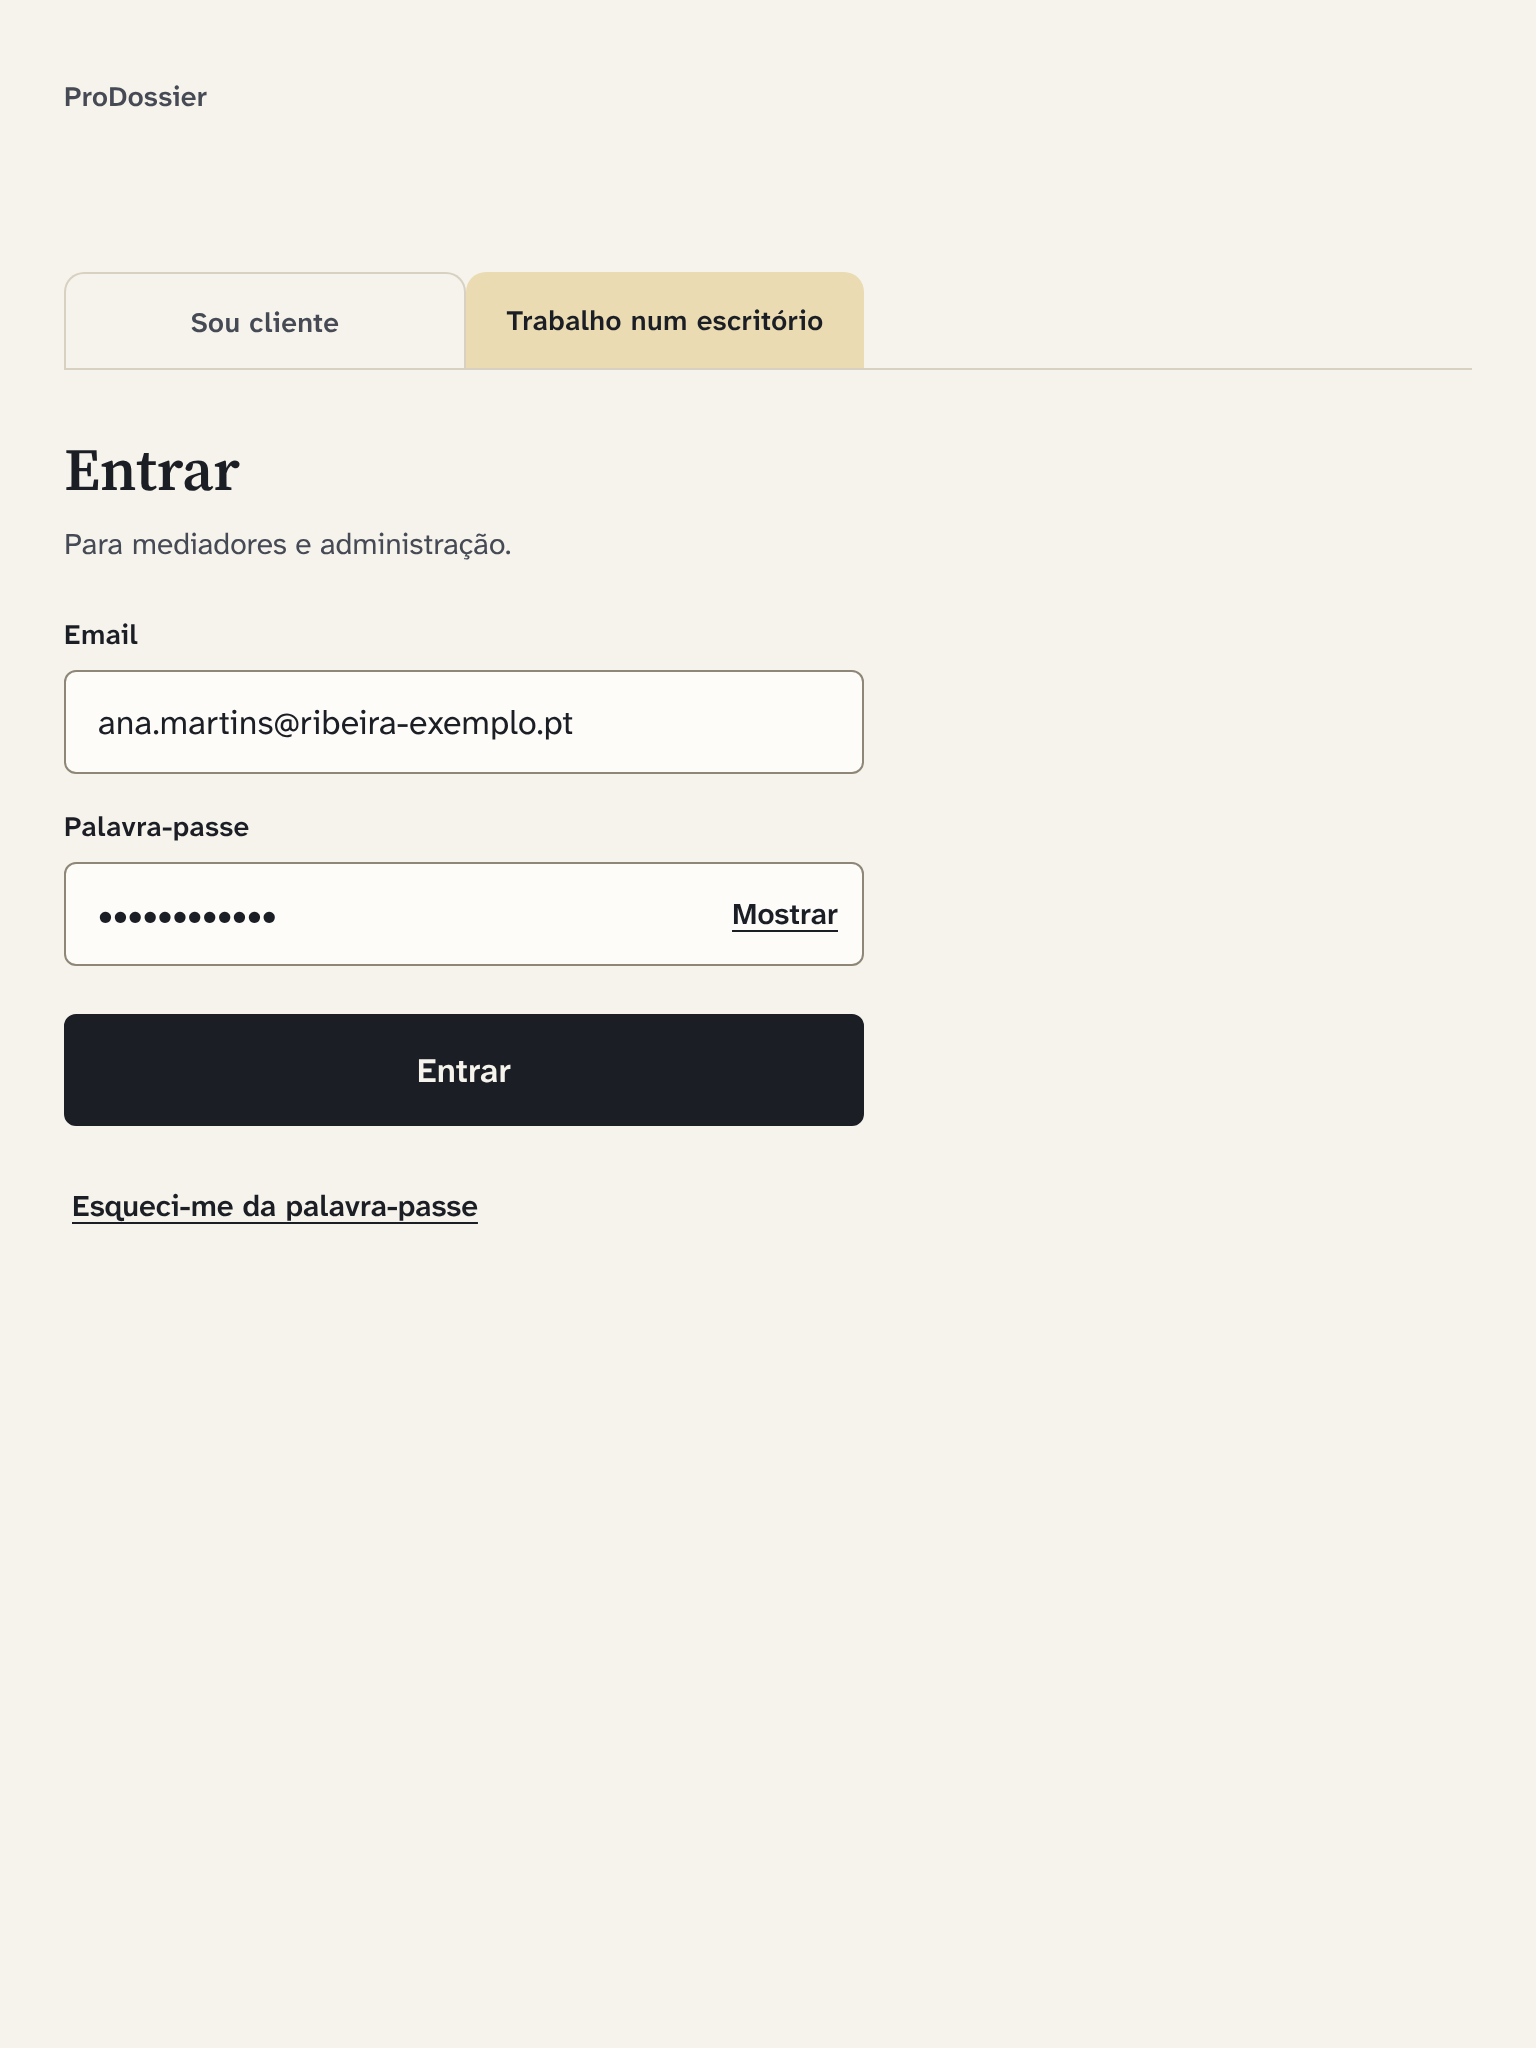 ProDossier
Sou cliente
Trabalho num escritório
Entrar
Para mediadores e administração.
Email
ana.martins@ribeira-exemplo.pt
Palavra-passe
••••••••••••
Mostrar
Entrar
Esqueci-me da palavra-passe